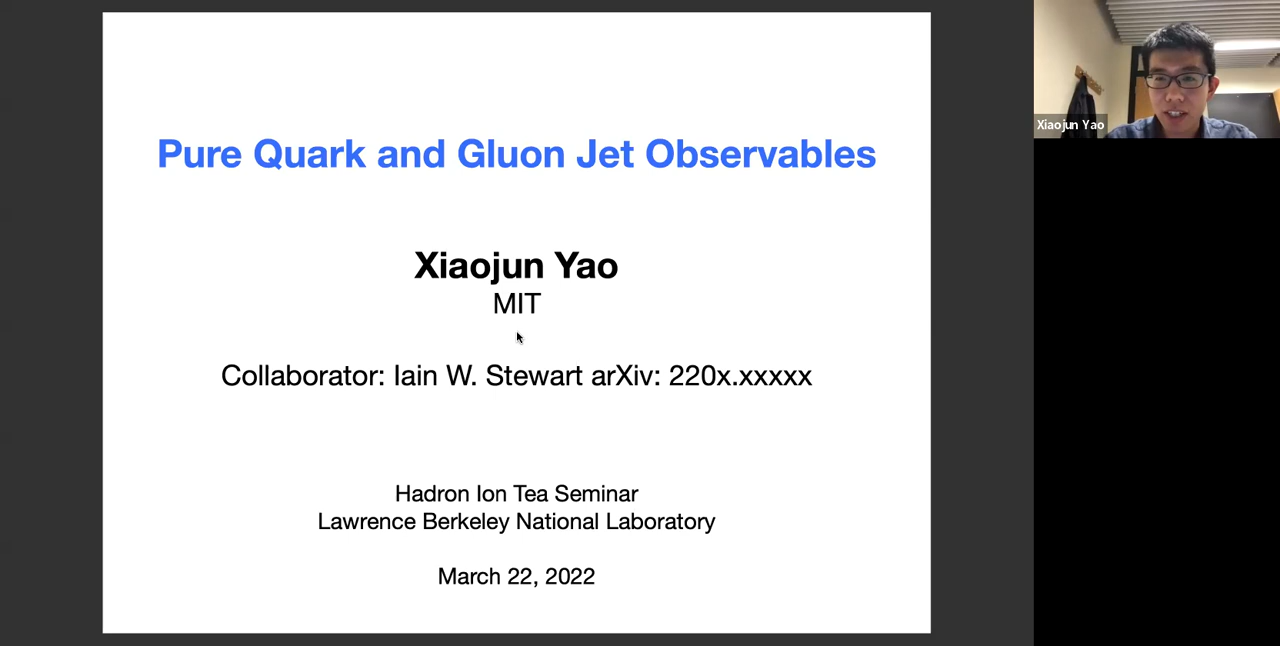 Pure Quark and Gluon Jet Observables
Xiaojun Yao
MIT
Collaborator: Iain W. Stewart arXiv: 220x.xxxxx
Hadron Ion Tea Seminar
Lawrence Berkeley National Laboratory
March 22, 2022
Xiaojun Yao